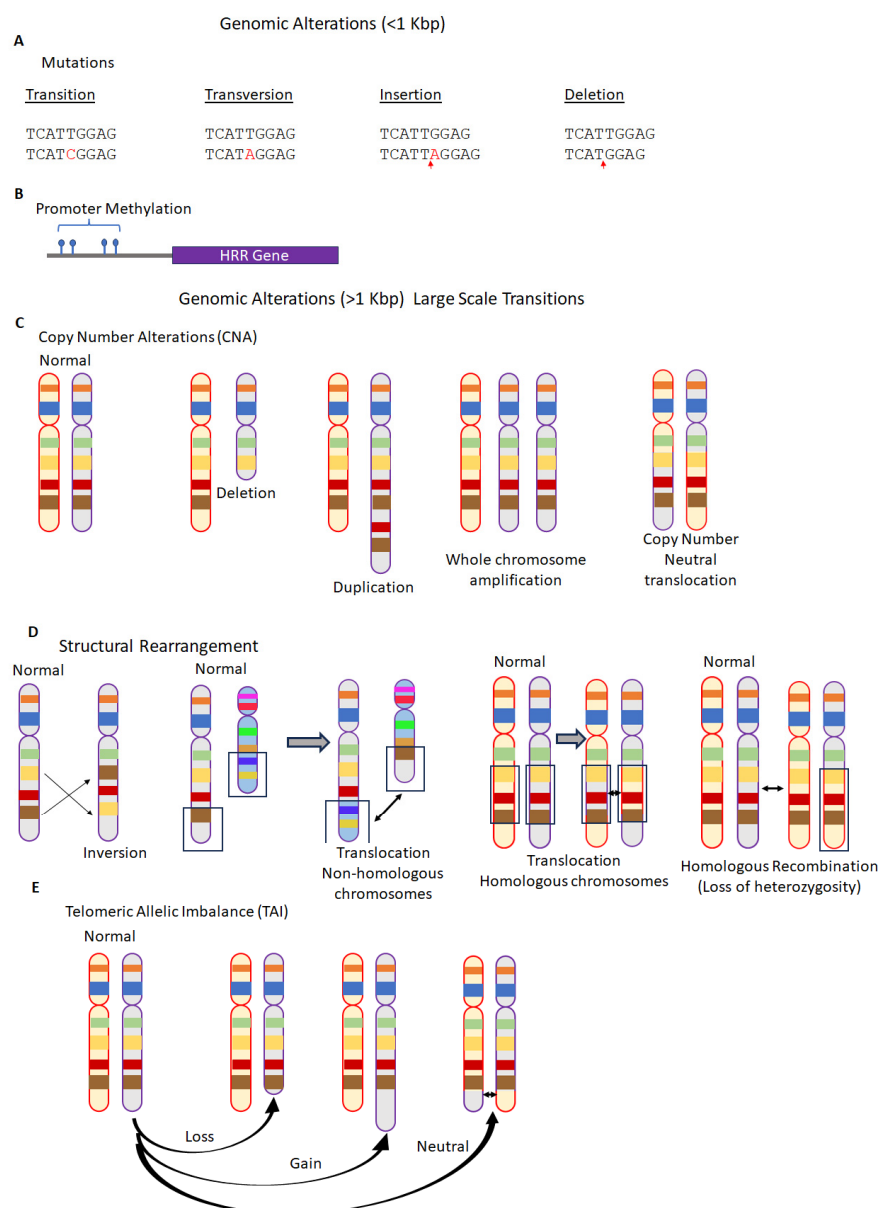 Genomic Alterations (<1 Kbp)
A
Mutations
Transition Transversion Insertion Deletion
TCATTGGAG TCATTGGAG TCATTGGAG TCATTGGAG
TCATCGGAG TCATAGGAG TCATTAGGAG TCATGGAG
B
Promoter Methylation
HRR Gene
Genomic Alterations (>1 Kbp) Large Scale Transitions
C
Copy Number Alterations (CNA)
Normal
Deletion
Duplication
Whole chromosome
amplification
Copy Number
Neutral
translocation
D
Structural Rearrangement
Normal Normal Normal Normal
Inversion
Translocation
Non-homologous
chromosomes
Translocation
Homologous chromosomes
Homologous Recombination
(Loss of heterozygosity)
E
Telomeric Allelic Imbalance (TAI)
Normal
Loss
Gain
Neutral